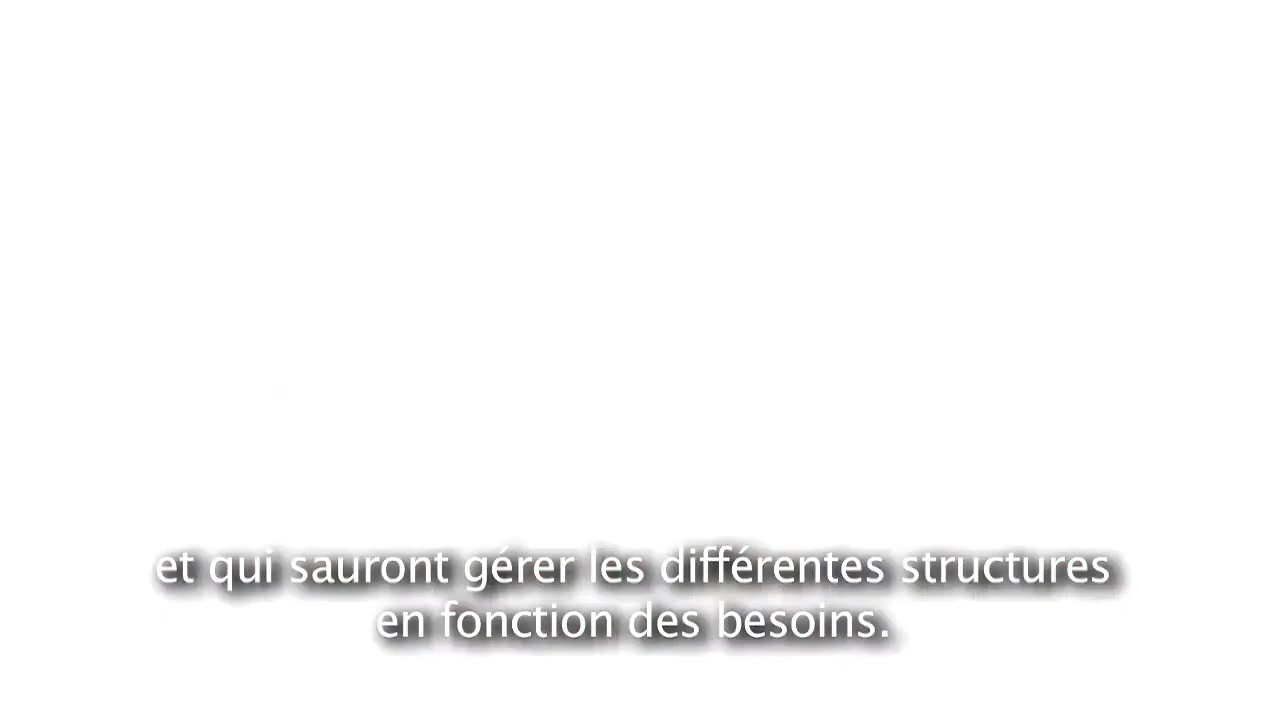 et qui sauront gérer les différentes structures
en fonction des besoins.